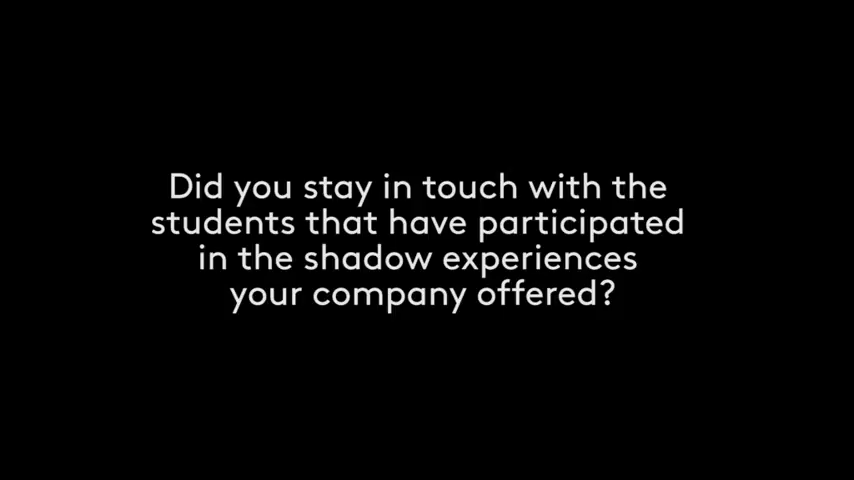 Did you stay in touch with the
students that have participated
in the shadow experiences
your company offered?